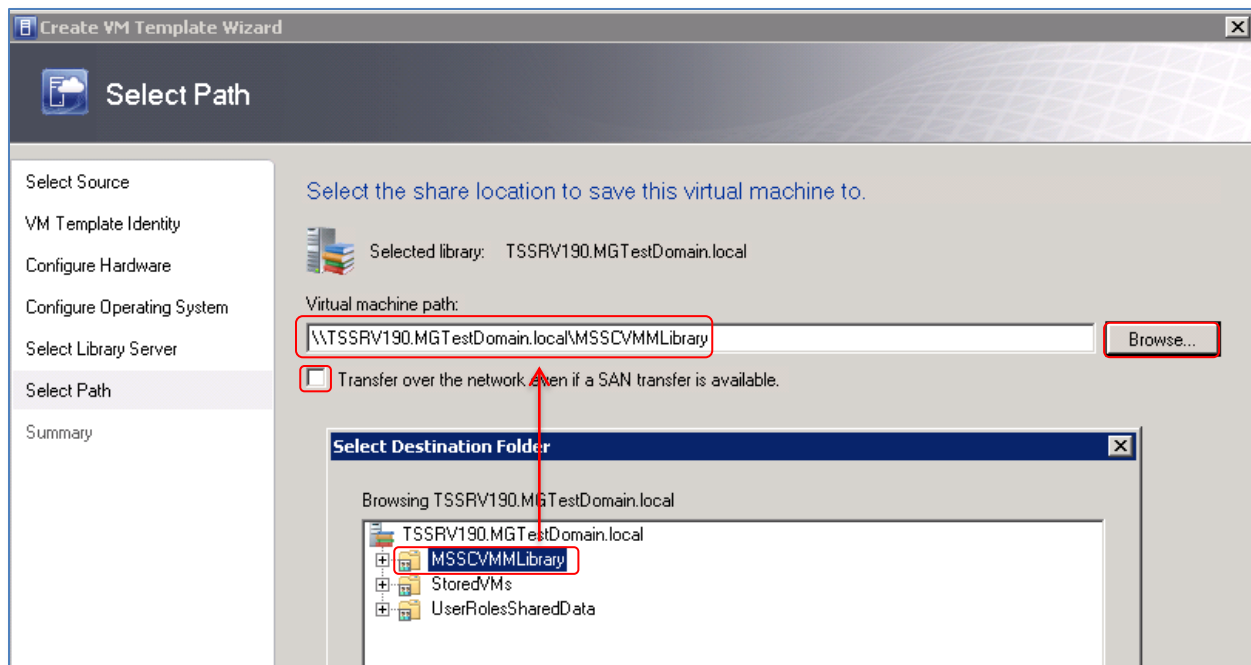 Create VM Template Wizard
Select Path
Select Source
VM Template Identity
Configure Hardware
Configure Operating System
Select Library Server
Select Path
Summary
Select the share location to save this virtual machine to.
Selected library: TSSRV190.MGTestDomain.local
Virtual machine path:
\\TSSRV190.MGTestDomain.local\MSSCVMMLibrary
Browse...
Transfer over the network even if a SAN transfer is available.
Select Destination Folder
Browsing TSSRV190.MGTestDomain.local
TSSRV190.MGTestDomain.local
MSSCVMMLibrary
StoredVMs
UserRolesSharedData